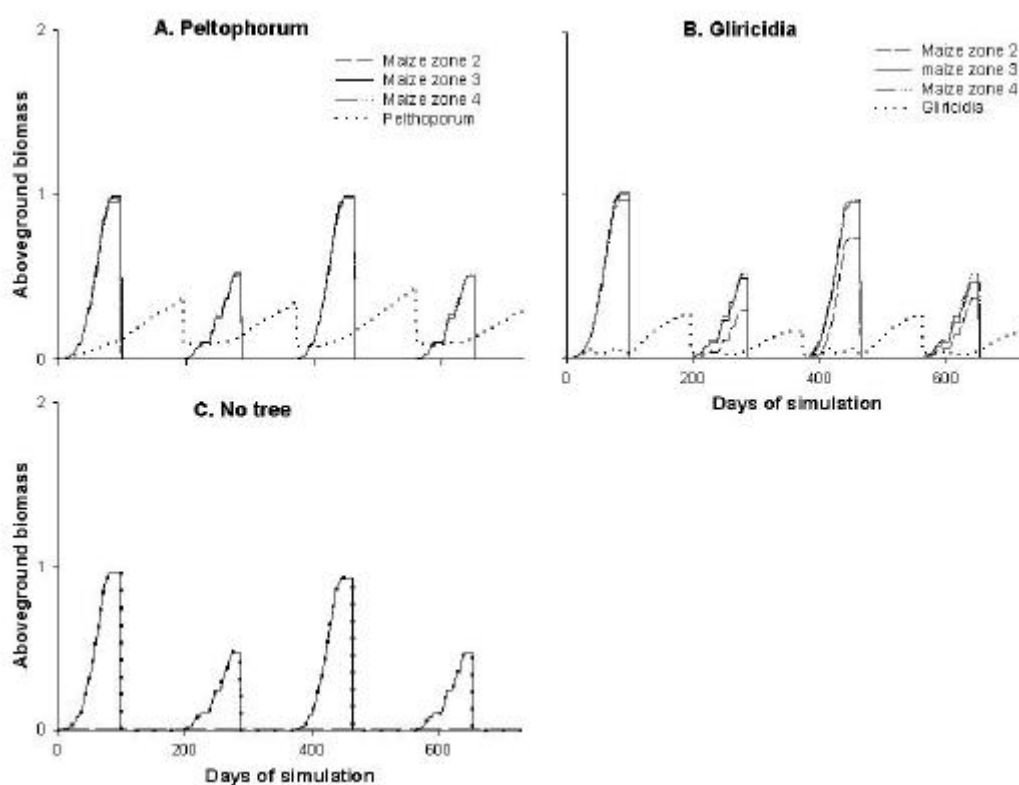 A. Peltophorum
2
1
0
Aboveground biomass
Maize zone 2
Maize zone 3
Maize zone 4
Pelthoporum
B. Gliricidia
Maize zone 2
maize zone 3
Maize zone 4
Gliricidia
0
200
400
600
Days of simulation
C. No tree
2
1
0
Aboveground biomass
0
200
400
600
Days of simulation